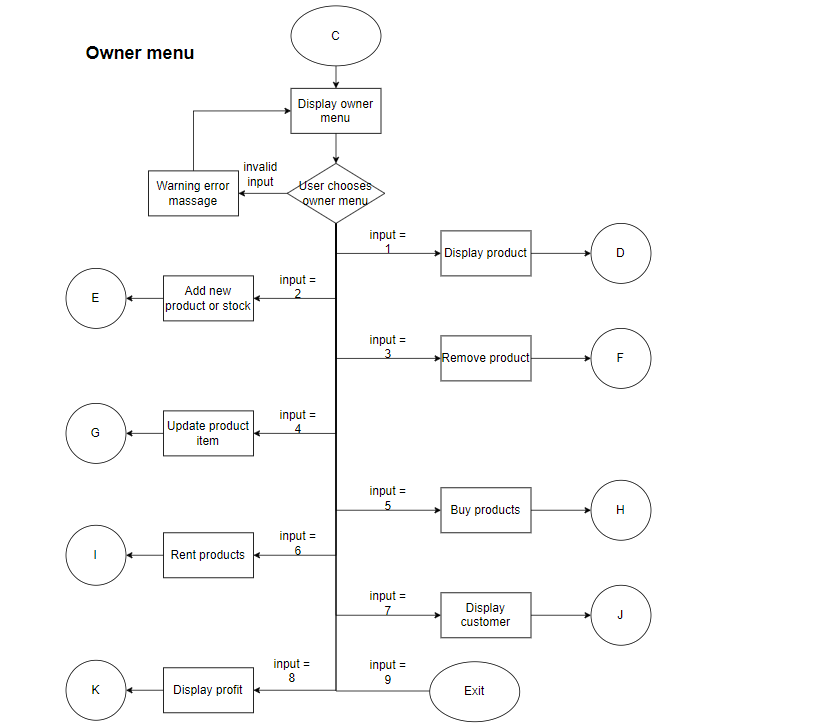 C
Owner menu
Display owner
menu
invalid
input
Warning error
massage
User chooses
owner menu
input =
1
Display product
D
input =
2
Add new
product or stock
E
input =
3
Remove product
F
input =
4
Update product
item
G
input =
5
Buy products
H
input =
6
Rent products
I
input =
7
Display
customer
J
input =
8
Display profit
K
input =
9
Exit